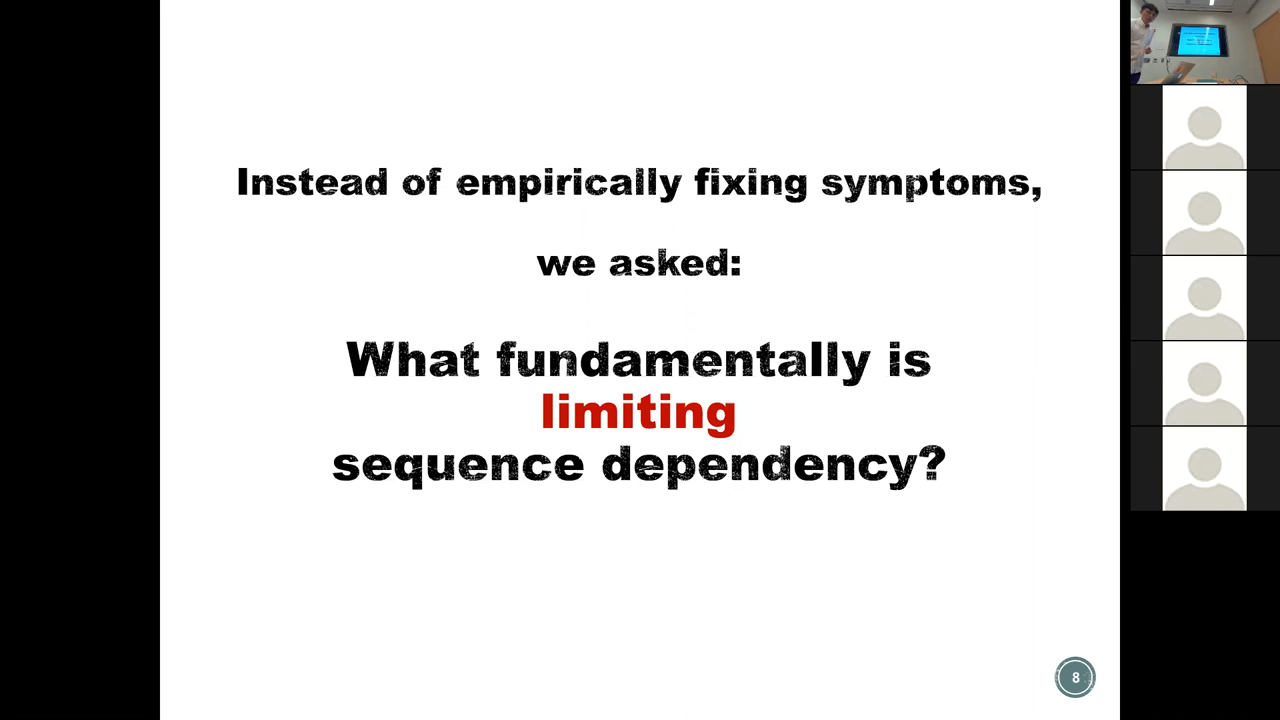 Instead of empirically fixing symptoms,
we asked:
What fundamentally is
limiting
sequence dependency?
8